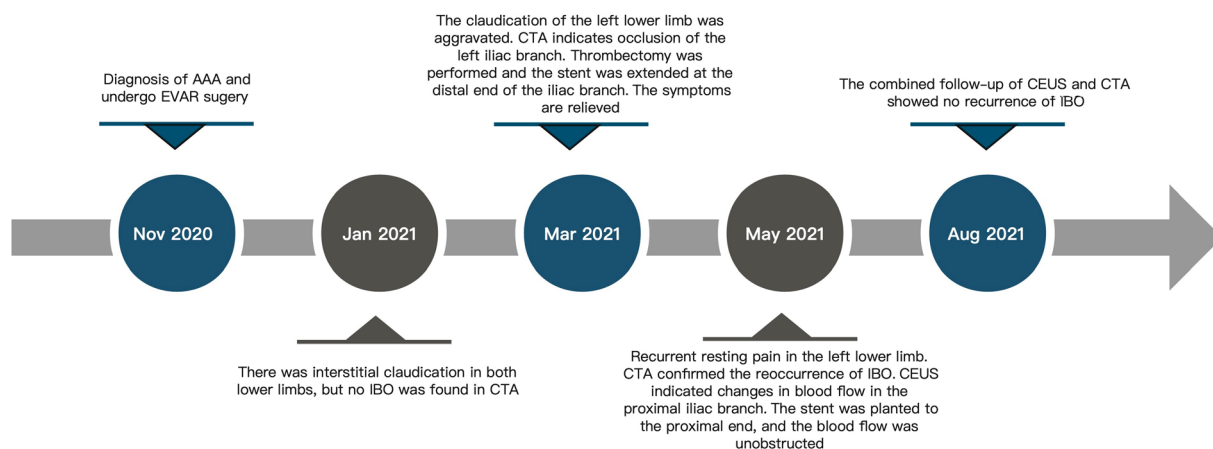 Diagnosis of AAA and
undergo EVAR sugery
The claudication of the left lower limb was
aggravated. CTA indicates occlusion of the
left iliac branch. Thrombectomy was
performed and the stent was extended at the
distal end of the iliac branch. The symptoms
are relieved
The combined follow-up of CEUS and CTA
showed no recurrence of IBO
Nov 2020
Jan 2021
Mar 2021
May 2021
Aug 2021
There was interstitial claudication in both
lower limbs, but no IBO was found in CTA
Recurrent resting pain in the left lower limb.
CTA confirmed the reoccurrence of IBO. CEUS
indicated changes in blood flow in the
proximal iliac branch. The stent was planted to
the proximal end, and the blood flow was
unobstructed